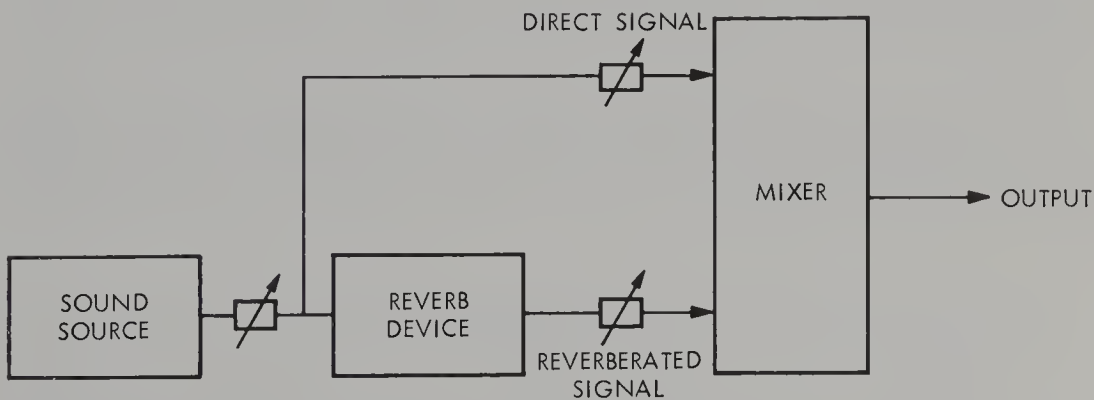 DIRECT SIGNAL
MIXER
OUTPUT
SOUND
SOURCE
REVERB
DEVICE
REVERBERATED
SIGNAL